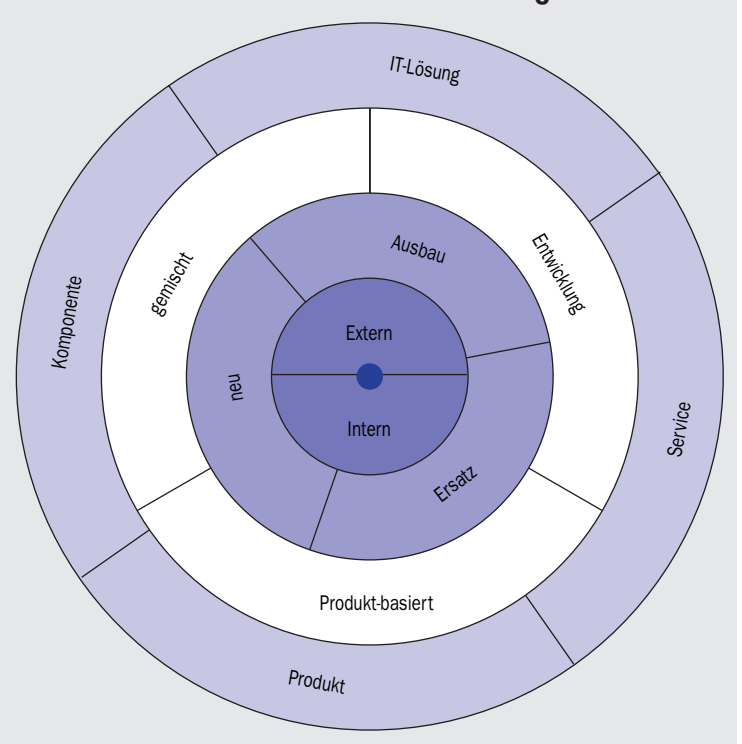 IT-Lösung
Komponente
Service
Produkt
gemischt
Entwicklung
Produkt-basiert
Ausbau
neu
Ersatz
Extern
Intern